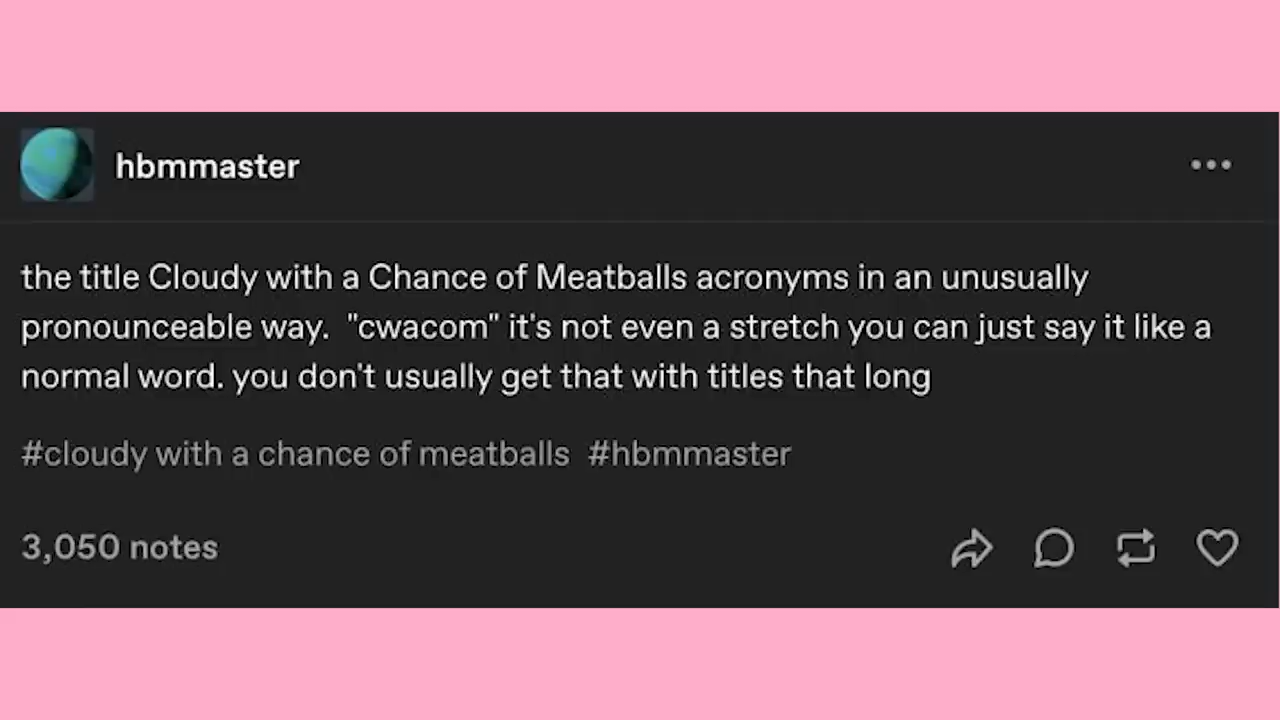 hbmmaster
the title Cloudy with a Chance of Meatballs acronyms in an unusually
pronounceable way.  "cwacom" it's not even a stretch you can just say it like a
normal word. you don't usually get that with titles that long
#cloudy with a chance of meatballs  #hbmmaster
3,050 notes